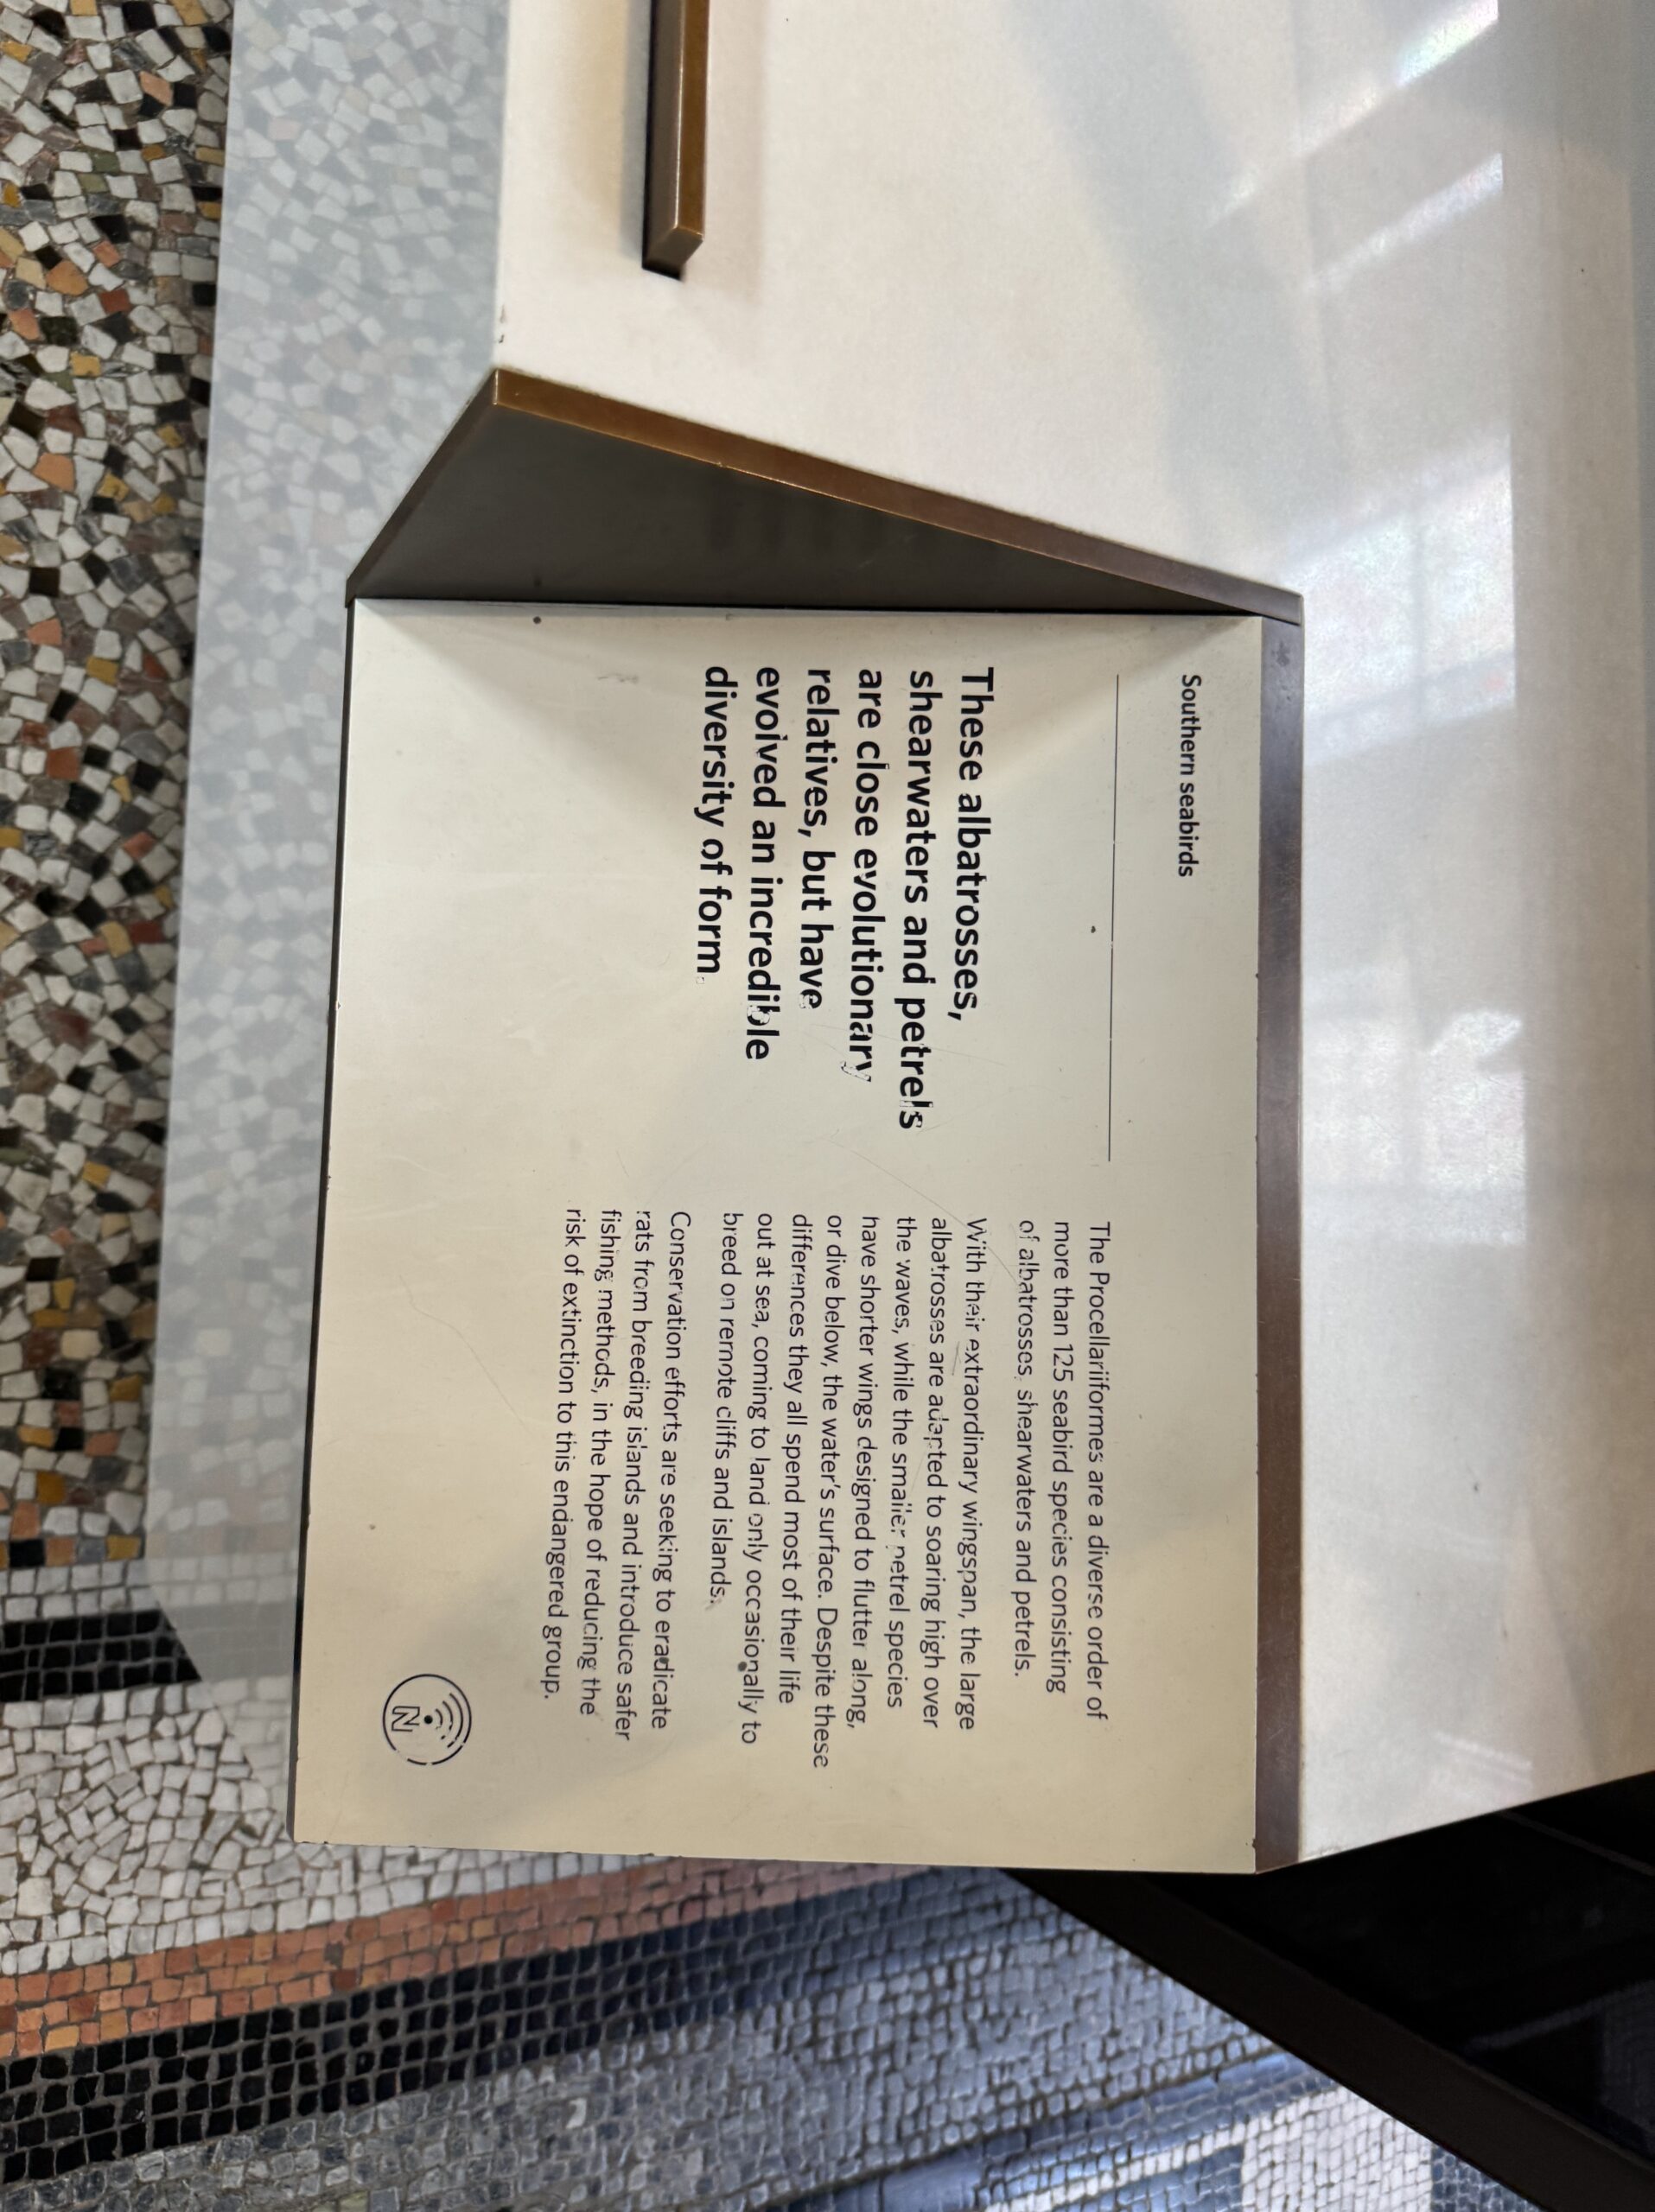 Southern seabirds
These albatrosses,
shearwaters and petrels
are close evolutionary
relatives, but have
evolved an incredible
diversity of form.
The Procellariiformes are a diverse order of
more than 125 seabird species consisting
of albatrosses, shearwaters and petrels.
With their extraordinary wingspan, the large
albatrosses are adapted to soaring high over
the waves, while the smaller petrel species
have shorter wings designed to flutter along,
or dive below, the water's surface. Despite these
differences they all spend most of their life
out at sea, coming to land only occasionally to
breed on remote cliffs and islands.
Conservation efforts are seeking to eradicate
rats from breeding islands and introduce safer
fishing methods, in the hope of reducing the
risk of extinction to this endangered group.
N